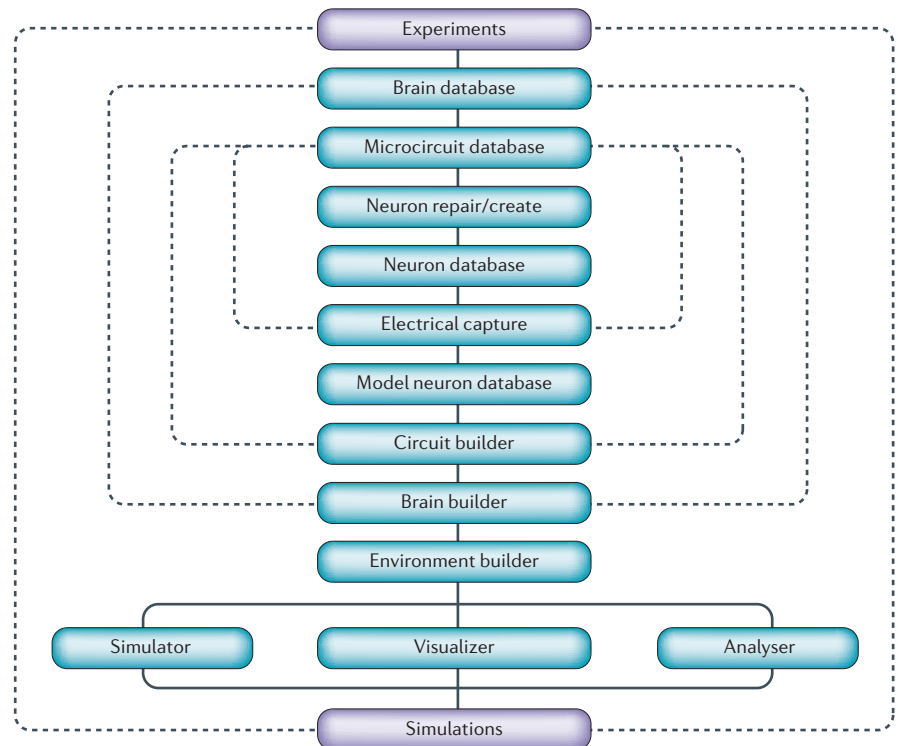 Experiments
Brain database
Microcircuit database
Neuron repair/create
Neuron database
Electrical capture
Model neuron database
Circuit builder
Brain builder
Environment builder
Simulator
Visualizer
Analyser
Simulations